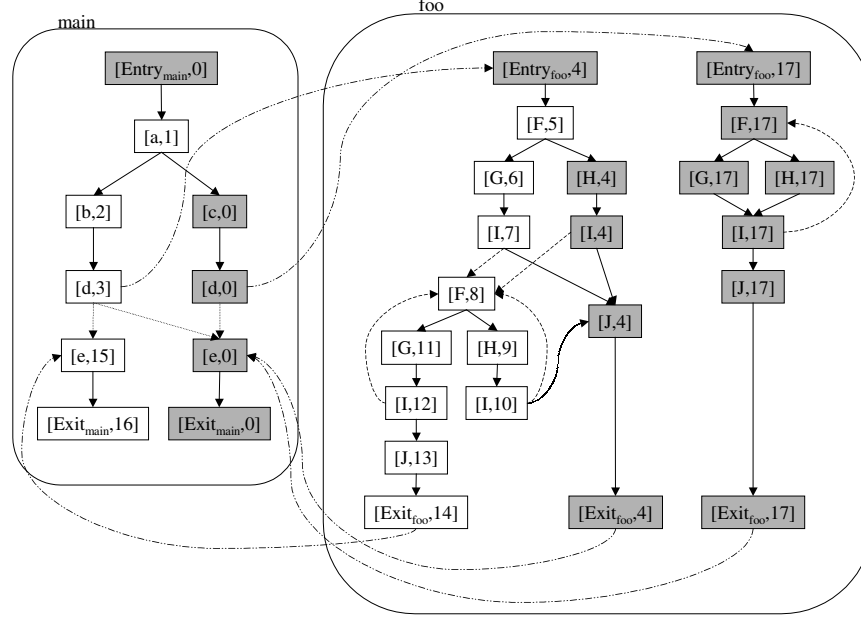 main
foo
[Entrymain,0]
[Entryfoo,4]
[Entryfoo,17]
[a,1]
[F,5]
[F,17]
[G,6]
[H,4]
[G,17]
[H,17]
[b,2]
[c,0]
[I,7]
[I,4]
[I,17]
[d,3]
[d,0]
[F,8]
[J,17]
[J,4]
[e,15]
[e,0]
[G,11]
[H,9]
[I,12]
[I,10]
[Exitmain,16]
[Exitmain,0]
[J,13]
[Exitfoo,14]
[Exitfoo,4]
[Exitfoo,17]